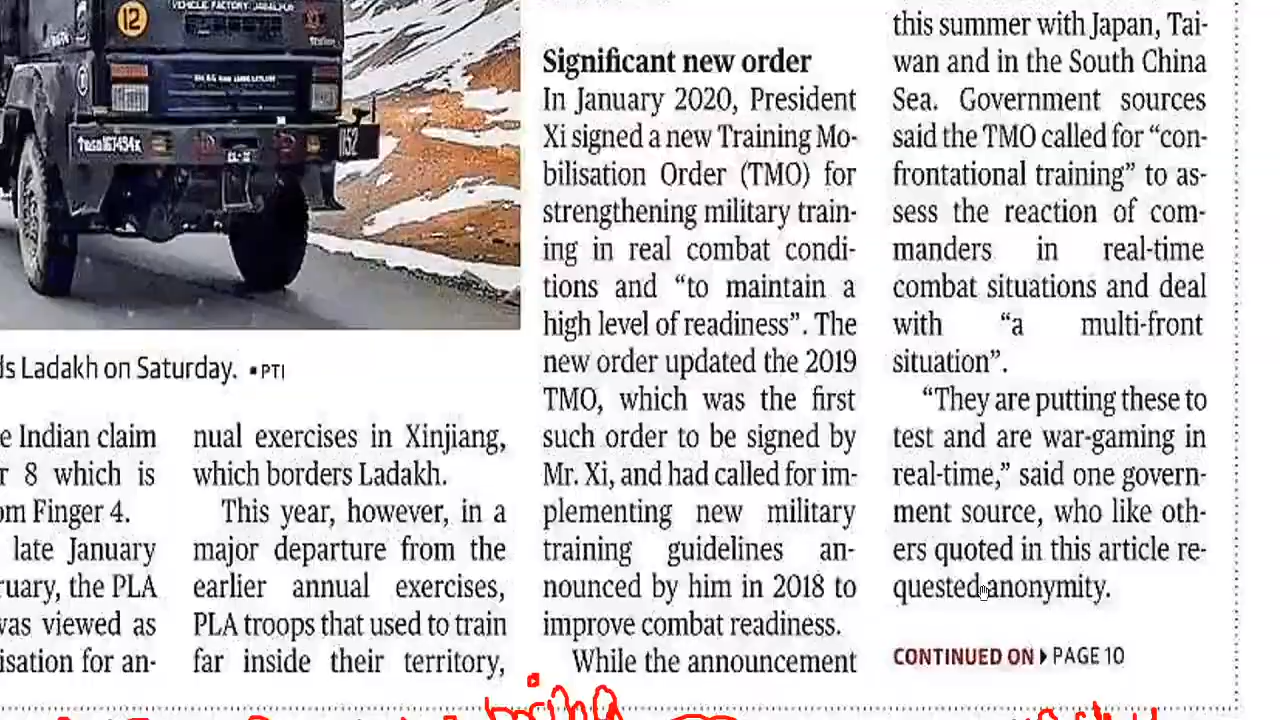 12
VEHICLE FACTORY JABALPUR
152
ds Ladakh on Saturday. ▪ PTI
e Indian claim
r 8 which is
om Finger 4.
late January
ruary, the PLA
was viewed as
isation for an-
nual exercises in Xinjiang,
which borders Ladakh.
This year, however, in a
major departure from the
earlier annual exercises,
PLA troops that used to train
far inside their territory,
Significant new order
In January 2020, President
Xi signed a new Training Mo-
bilisation Order (TMO) for
strengthening military train-
ing in real combat condi-
tions and “to maintain a
high level of readiness”. The
new order updated the 2019
TMO, which was the first
such order to be signed by
Mr. Xi, and had called for im-
plementing new military
training guidelines an-
nounced by him in 2018 to
improve combat readiness.
While the announcement
this summer with Japan, Tai-
wan and in the South China
Sea. Government sources
said the TMO called for “con-
frontational training” to as-
sess the reaction of com-
manders in real-time
combat situations and deal
with “a multi-front
situation”.
“They are putting these to
test and are war-gaming in
real-time,” said one govern-
ment source, who like oth-
ers quoted in this article re-
quested anonymity.
CONTINUED ON PAGE 10